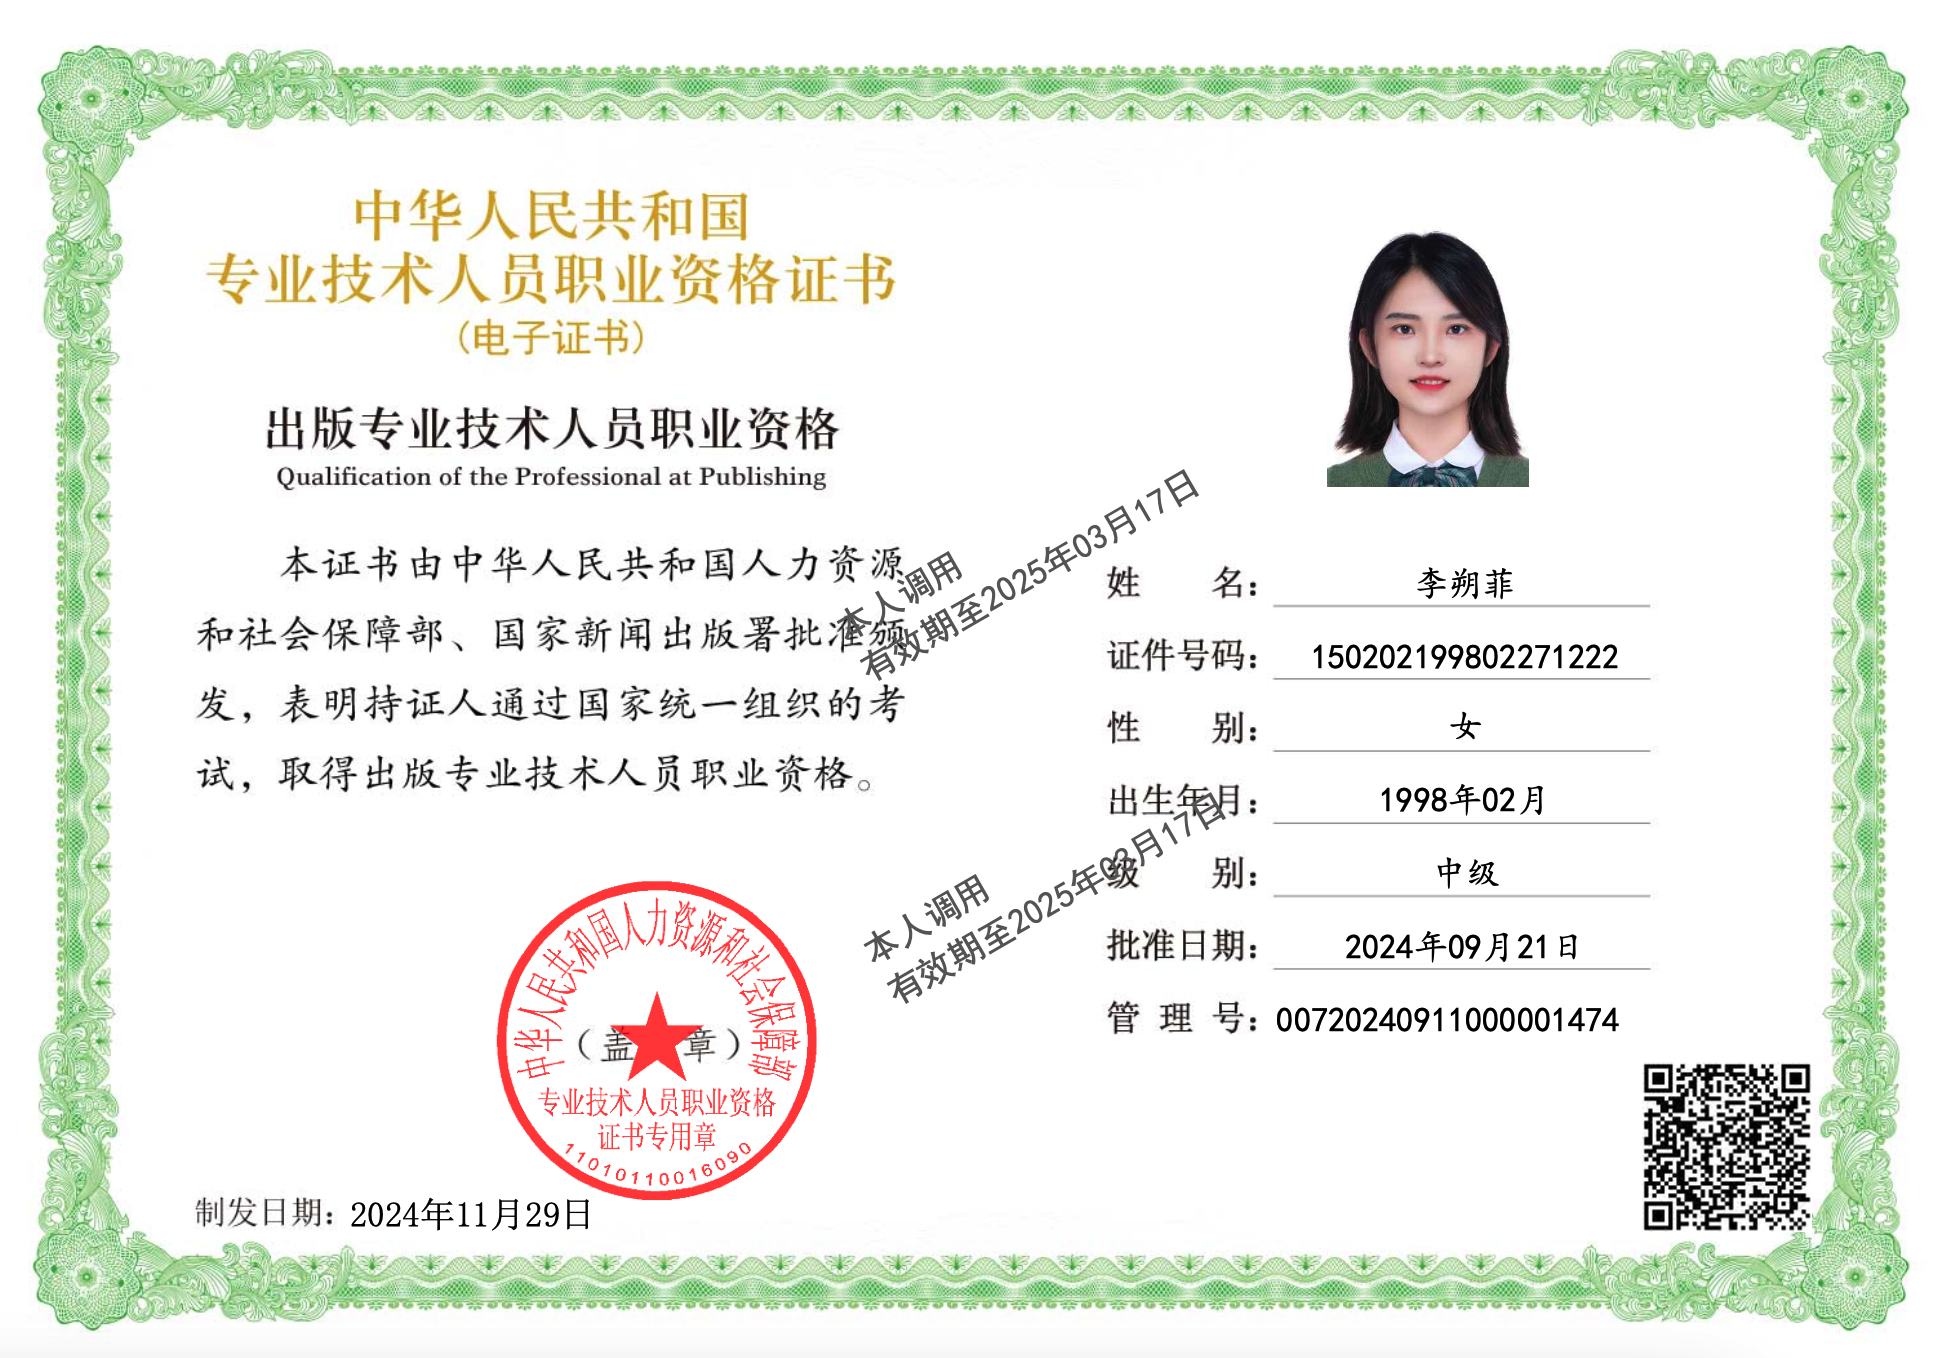 中华人民共和国
专业技术人员职业资格证书
（电子证书）
出版专业技术人员职业资格
Qualification of the Professional at Publishing
本证书由中华人民共和国人力资源
和社会保障部、国家新闻出版署批准颁
发，表明持证人通过国家统一组织的考
试，取得出版专业技术人员职业资格。
中华人民共和国人力资源和社会保障部
（盖 章）
专业技术人员职业资格
证书专用章
11010110016090
制发日期：2024年11月29日
本人调用
有效期至2025年03月17日
本人调用
有效期至2025年03月17日
姓 名：李朔菲
证件号码：150202199802271222
性 别：女
出生年月：1998年02月
级 别：中级
批准日期：2024年09月21日
管 理 号：00720240911000001474